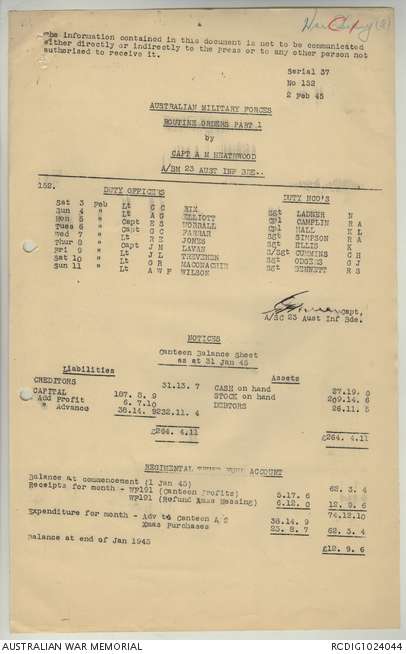 War Copy (2)
The information contained in this document is not to be communicated
either directly or indirectly to the press or to any other person not
authorised to receive it.
Serial 37
No 132
2 Feb 45
AUSTRALIAN MILITARY FORCES
ROUTINE ORDERS PART 1
by
CAPT A M HEATHWOOD
A/BM 23 AUST INF BDE..
152.
DUTY OFFICERS DUTY NCO'S
Sat 3 Feb Lt C C RIX Sgt LADNER N
Sun 4 " Lt A G ELLIOTT Cpl CAMPLIN R A
Mon 5 " Capt E S WORRALL Cpl HALL K L
Tues 6 " Capt G C FARRAR Sgt SIMPSON R A
Wed 7 " Lt R E JONES Sgt ELLIS K
Thur 8 " Capt J M LAVAN S/Sgt CUMMINS G H
Fri 9 " Lt J L TREVEREN Sgt ODGERS G J
Sat 10 " Lt G R MACONACHIE Sgt BENNETT R S
Sun 11 " Lt A W F WILSON
Capt,
A/SC 23 Aust Inf Bde.
NOTICES
Canteen Balance Sheet
as at 31 Jan 45
Liabilities Assets
CREDITORS 31.13. 7 CASH on hand 27.19. 0
CAPITAL 187. 8. 9 STOCK on hand 209.14. 6
Add Profit 6. 7.10 DEBTORS 26.11. 5
" Advance 38.14. 9 232.11. 4
£264. 4.11 £264. 4.11
REGIMENTAL TRUST FUND ACCOUNT
Balance at commencement (1 Jan 45) 62. 3. 4
Receipts for month - WF191 (Canteen Profits) 5.17. 6
WF191 (Refund Xmas Messing) 6.12. 0 12. 9. 6
74.12.10
Expenditure for month - Adv to Canteen A/C 38.14. 9
Xmas Purchases 23. 8. 7 62. 3. 4
Balance at end of Jan 1945 £12. 9. 6
AUSTRALIAN WAR MEMORIAL RCDIG1024044